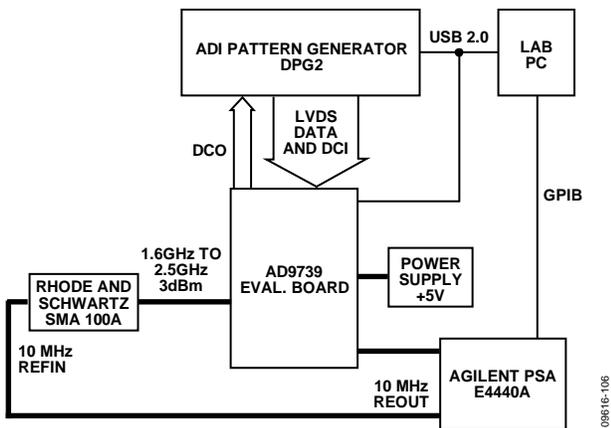 ADI PATTERN GENERATOR
DPG2
USB 2.0
LAB
PC
LVDS
DATA
AND DCI
DCO
GPIB
1.6GHz TO
2.5GHz
3dBm
AD9739
EVAL. BOARD
POWER
SUPPLY
+5V
RHODE AND
SCHWARTZ
SMA 100A
10 MHz
REFIN
10 MHz
REOUT
AGILENT PSA
E4440A
09616-106